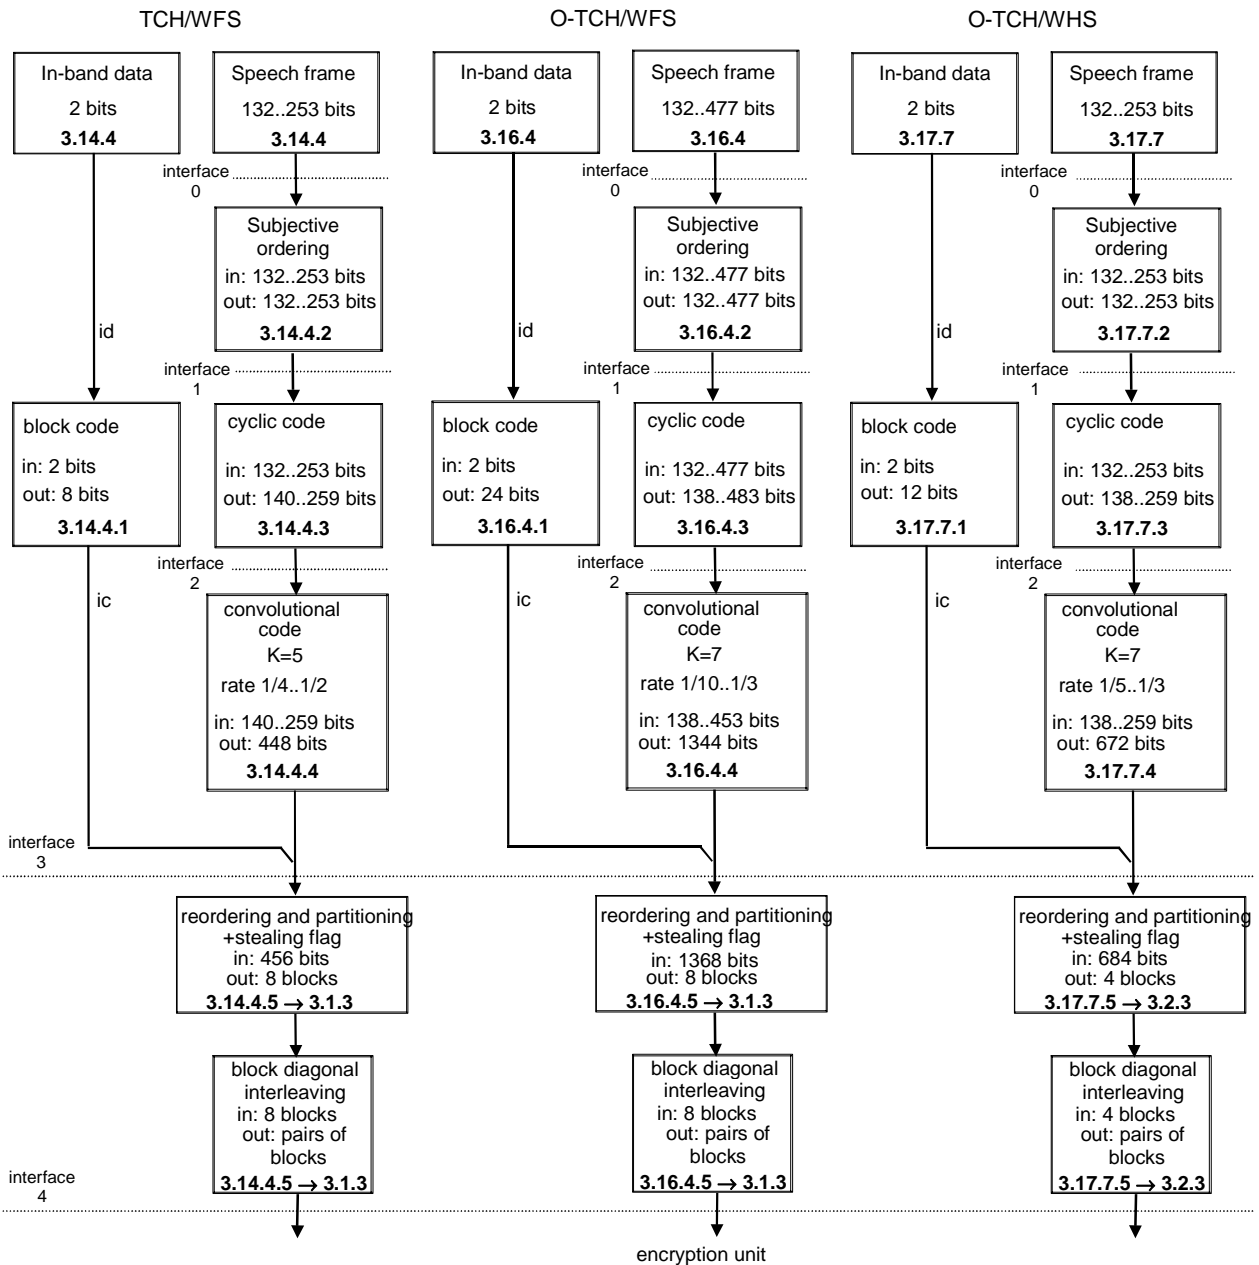 TCH/WFS
O-TCH/WFS
O-TCH/WHS
In-band data
2 bits
3.14.4
Speech frame
132..253 bits
3.14.4
In-band data
2 bits
3.16.4
Speech frame
132..477 bits
3.16.4
In-band data
2 bits
3.17.7
Speech frame
132..253 bits
3.17.7
interface
0
interface
0
interface
0
Subjective
ordering
in: 132..253 bits
out: 132..253 bits
3.14.4.2
Subjective
ordering
in: 132..477 bits
out: 132..477 bits
3.16.4.2
Subjective
ordering
in: 132..253 bits
out: 132..253 bits
3.17.7.2
id
id
id
interface
1
interface
1
interface
1
block code
in: 2 bits
out: 8 bits
3.14.4.1
cyclic code
in: 132..253 bits
out: 140..259 bits
3.14.4.3
block code
in: 2 bits
out: 24 bits
3.16.4.1
cyclic code
in: 132..477 bits
out: 138..483 bits
3.16.4.3
block code
in: 2 bits
out: 12 bits
3.17.7.1
cyclic code
in: 132..253 bits
out: 138..259 bits
3.17.7.3
interface
2
interface
2
interface
2
ic
ic
ic
convolutional
code
K=5
rate 1/4..1/2
in: 140..259 bits
out: 448 bits
3.14.4.4
convolutional
code
K=7
rate 1/10..1/3
in: 138..453 bits
out: 1344 bits
3.16.4.4
convolutional
code
K=7
rate 1/5..1/3
in: 138..259 bits
out: 672 bits
3.17.7.4
interface
3
reordering and partitioning
+stealing flag
in: 456 bits
out: 8 blocks
3.14.4.5 → 3.1.3
reordering and partitioning
+stealing flag
in: 1368 bits
out: 8 blocks
3.16.4.5 → 3.1.3
reordering and partitioning
+stealing flag
in: 684 bits
out: 4 blocks
3.17.7.5 → 3.2.3
block diagonal
interleaving
in: 8 blocks
out: pairs of
blocks
3.14.4.5 → 3.1.3
block diagonal
interleaving
in: 8 blocks
out: pairs of
blocks
3.16.4.5 → 3.1.3
block diagonal
interleaving
in: 4 blocks
out: pairs of
blocks
3.17.7.5 → 3.2.3
interface
4
encryption unit